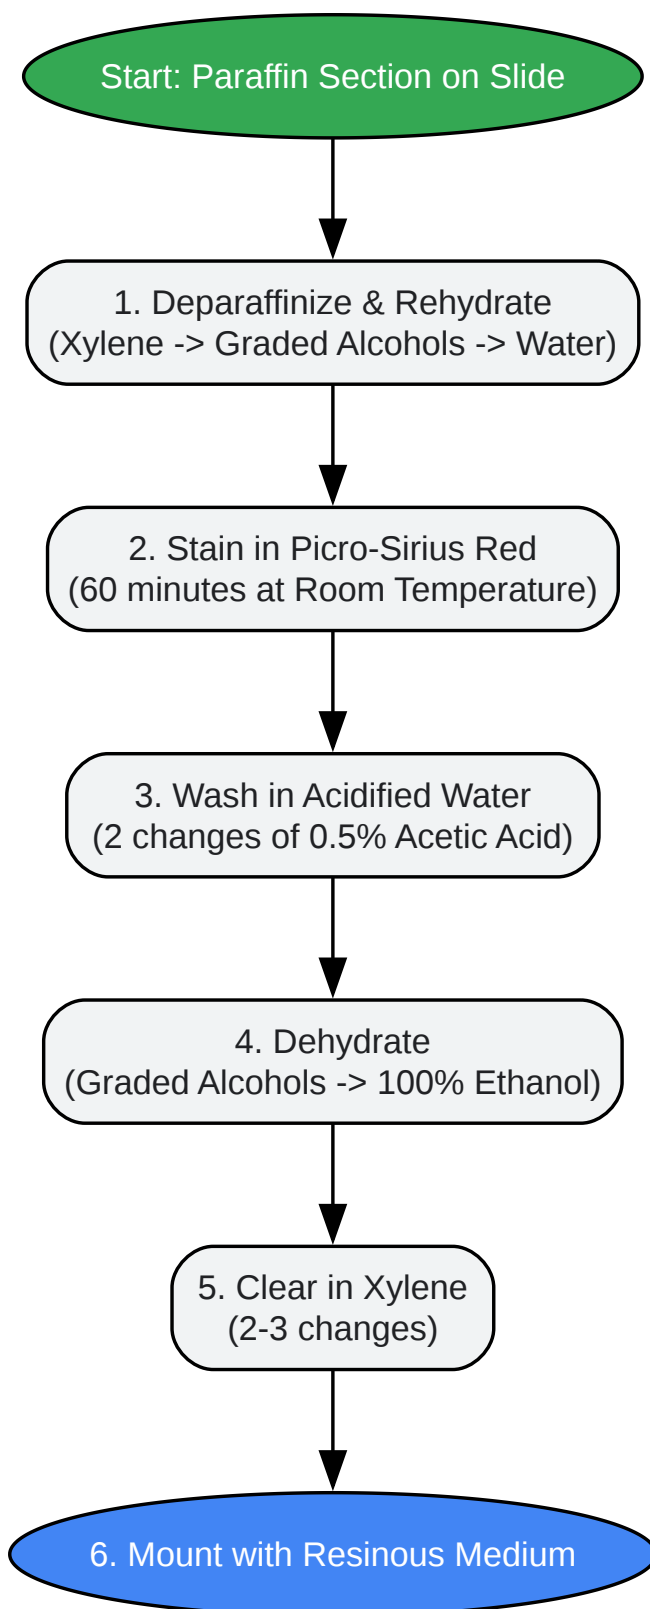 Start: Paraffin Section on Slide
1. Deparaffinize & Rehydrate
(Xylene -> Graded Alcohols -> Water)
2. Stain in Picro-Sirius Red
(60 minutes at Room Temperature)
3. Wash in Acidified Water
(2 changes of 0.5% Acetic Acid)
4. Dehydrate
(Graded Alcohols -> 100% Ethanol)
5. Clear in Xylene
(2-3 changes)
6. Mount with Resinous Medium